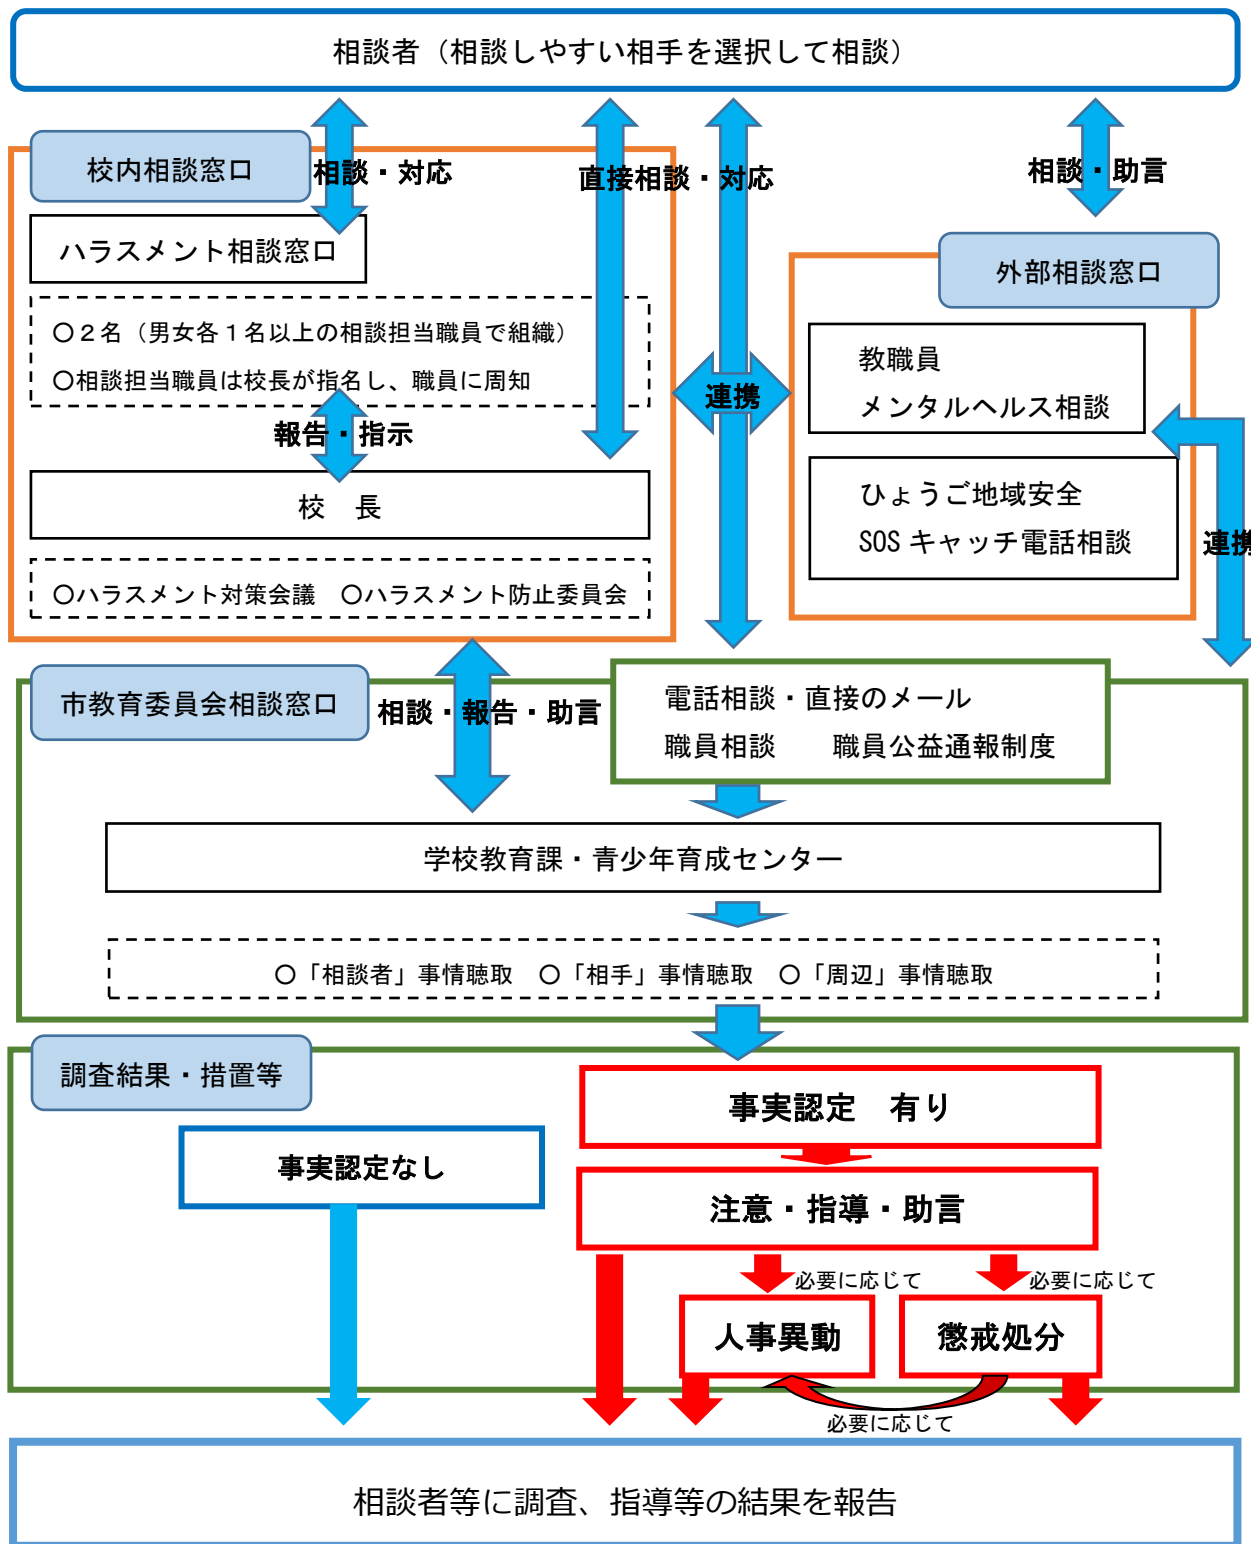 相談者（相談しやすい相手を選択して相談）
校内相談窓口
相談・対応
直接相談・対応
相談・助言
ハラスメント相談窓口
○２名（男女各１名以上の相談担当職員で組織）
○相談担当職員は校長が指名し、職員に周知
報告・指示
校　長
○ハラスメント対策会議　○ハラスメント防止委員会
連携
外部相談窓口
教職員
メンタルヘルス相談
ひょうご地域安全
SOS キャッチ電話相談
連携
市教育委員会相談窓口
相談・報告・助言
電話相談・直接のメール
職員相談　　職員公益通報制度
学校教育課・青少年育成センター
○「相談者」事情聴取　○「相手」事情聴取　○「周辺」事情聴取
調査結果・措置等
事実認定なし
事実認定　有り
注意・指導・助言
必要に応じて
必要に応じて
人事異動
懲戒処分
必要に応じて
相談者等に調査、指導等の結果を報告